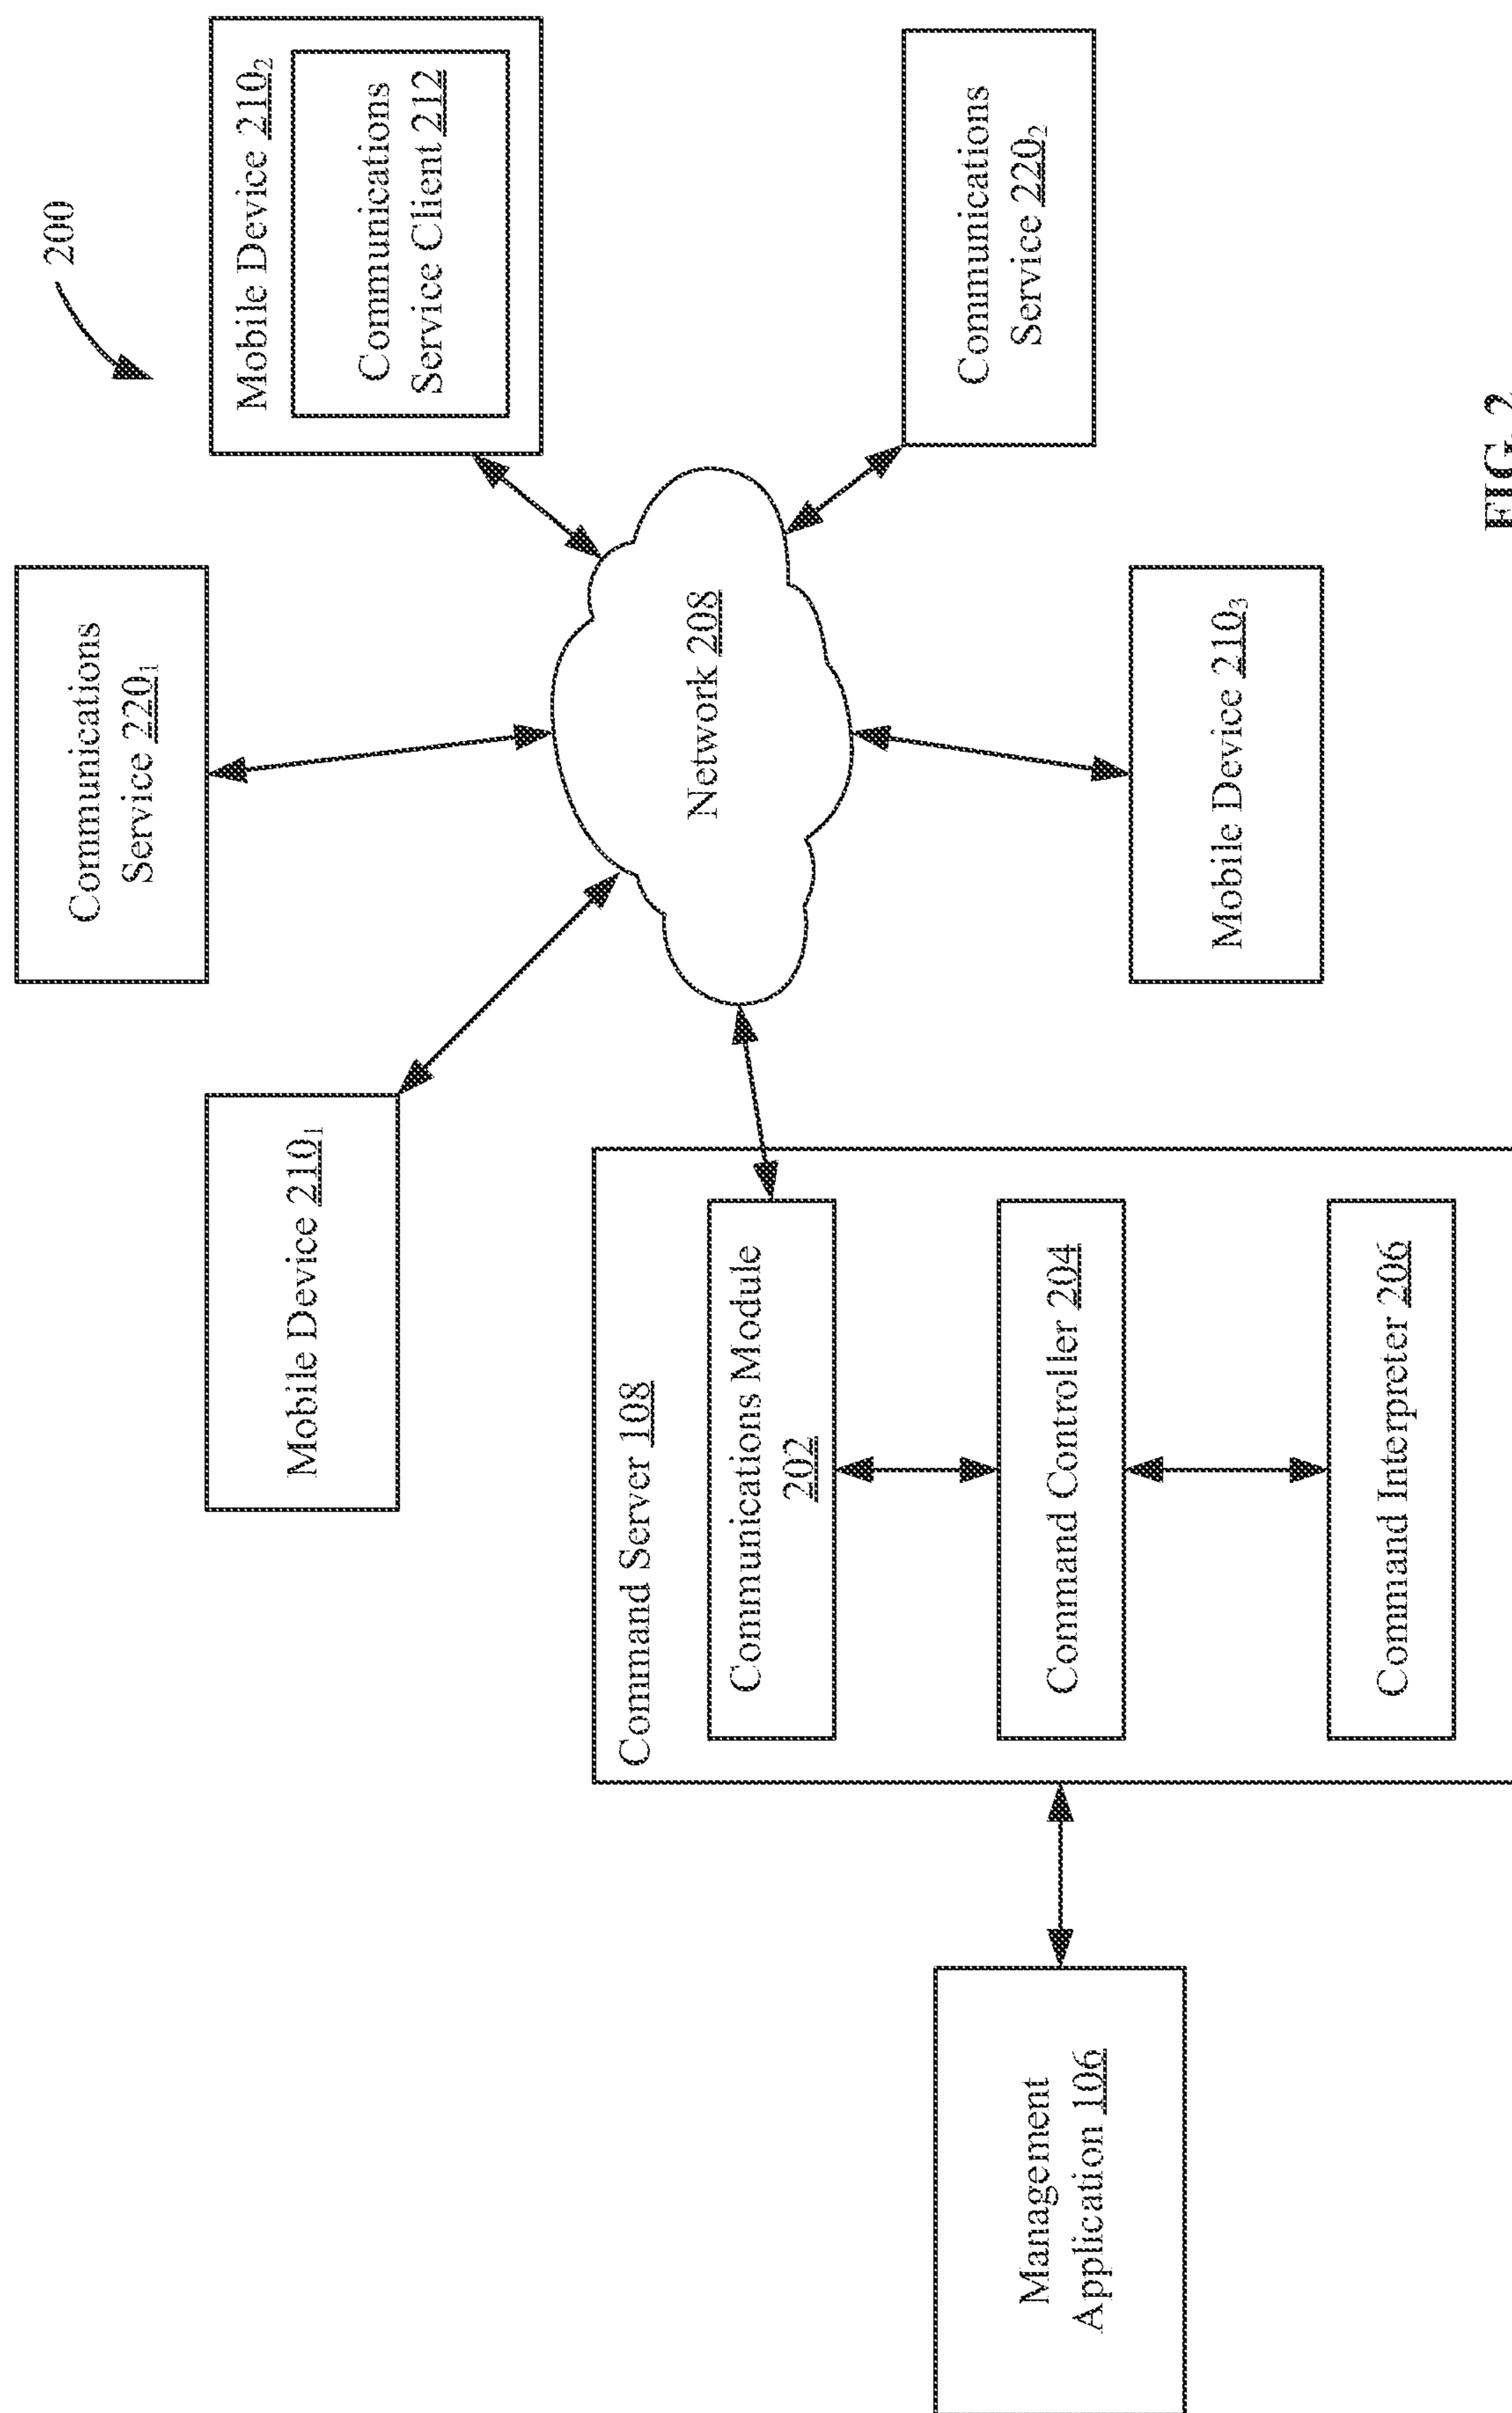 200
Communications
Service 220₁
Mobile Device 210₂
Communications
Service Client 212
Mobile Device 210₁
Network 208
Communications
Service 220₂
Mobile Device 210₃
Command Server 108
Communications Module
202
Command Controller 204
Command Interpreter 206
Management
Application 106
FIG. 2